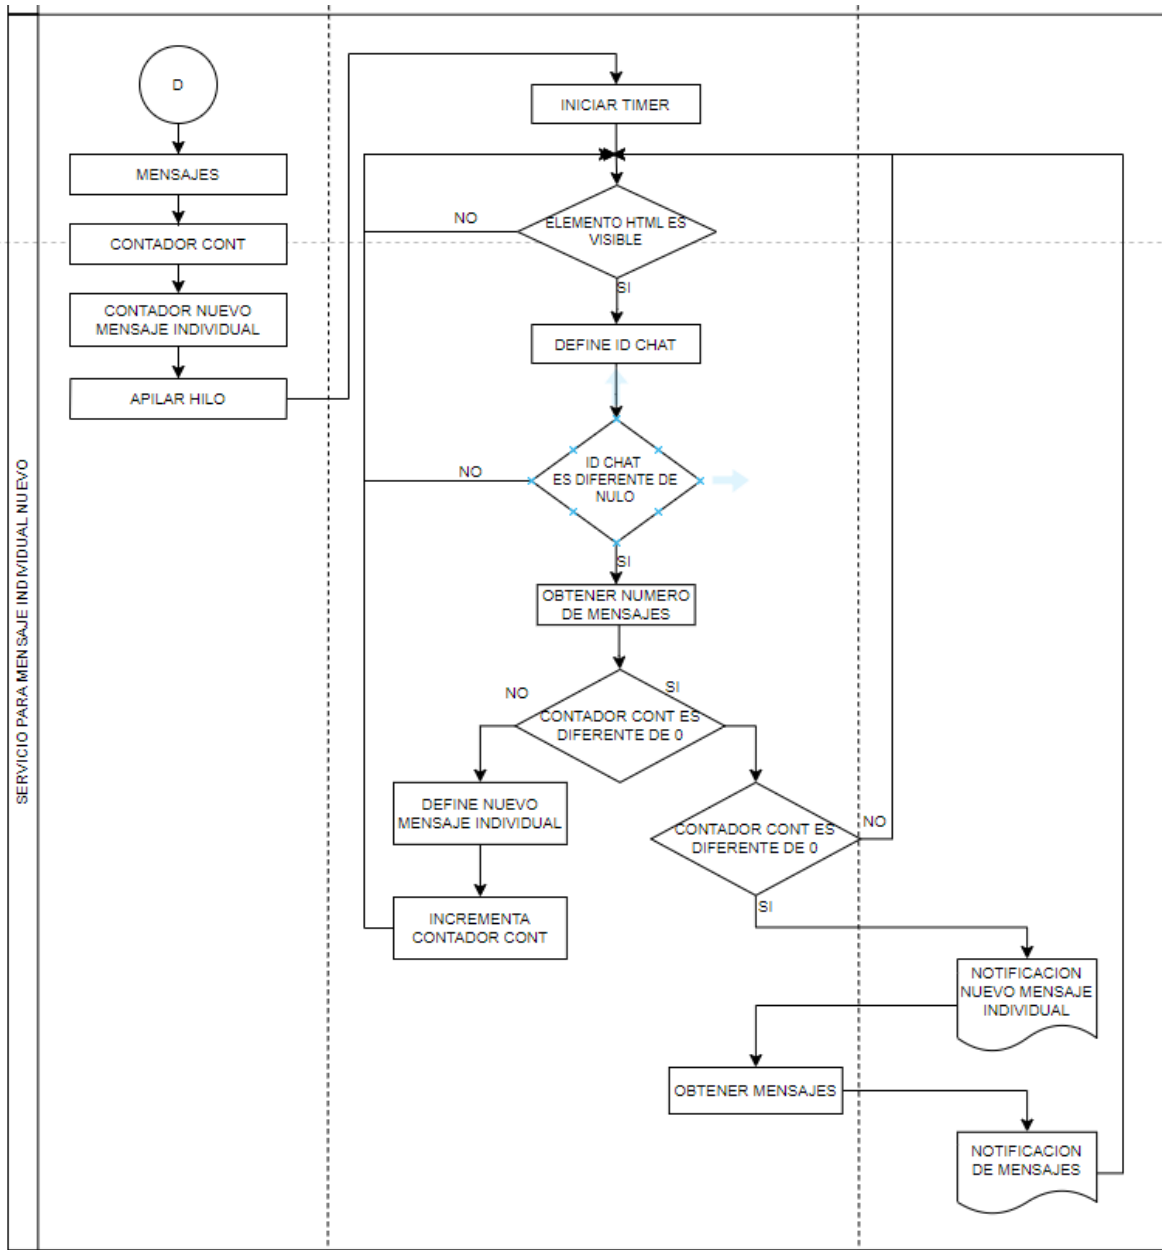 SERVICIO PARA MENSAJE INDIVIDUAL NUEVO
D
MENSAJES
CONTADOR CONT
CONTADOR NUEVO
MENSAJE INDIVIDUAL
APILAR HILO
INICIAR TIMER
NO
ELEMENTO HTML ES
VISIBLE
SI
DEFINE ID CHAT
NO
ID CHAT
ES DIFERENTE DE
NULO
SI
OBTENER NUMERO
DE MENSAJES
NO
SI
CONTADOR CONT ES
DIFERENTE DE 0
DEFINE NUEVO
MENSAJE INDIVIDUAL
INCREMENTA
CONTADOR CONT
CONTADOR CONT ES
DIFERENTE DE 0
NO
SI
NOTIFICACION
NUEVO MENSAJE
INDIVIDUAL
OBTENER MENSAJES
NOTIFICACION
DE MENSAJES